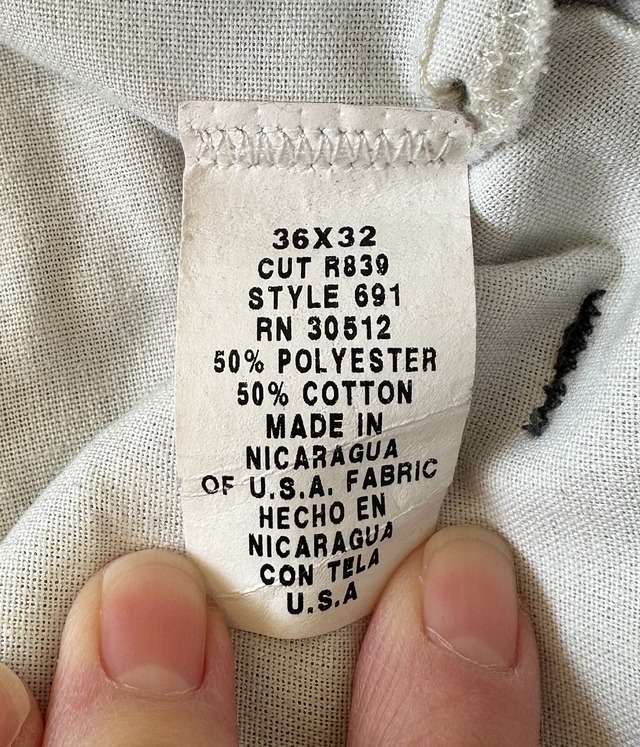 36X32
CUT R839
STYLE 691
RN 30512
50% POLYESTER
50% COTTON
MADE IN
NICARAGUA
OF U.S.A. FABRIC
HECHO EN
NICARAGUA
CON TELA
U.S.A